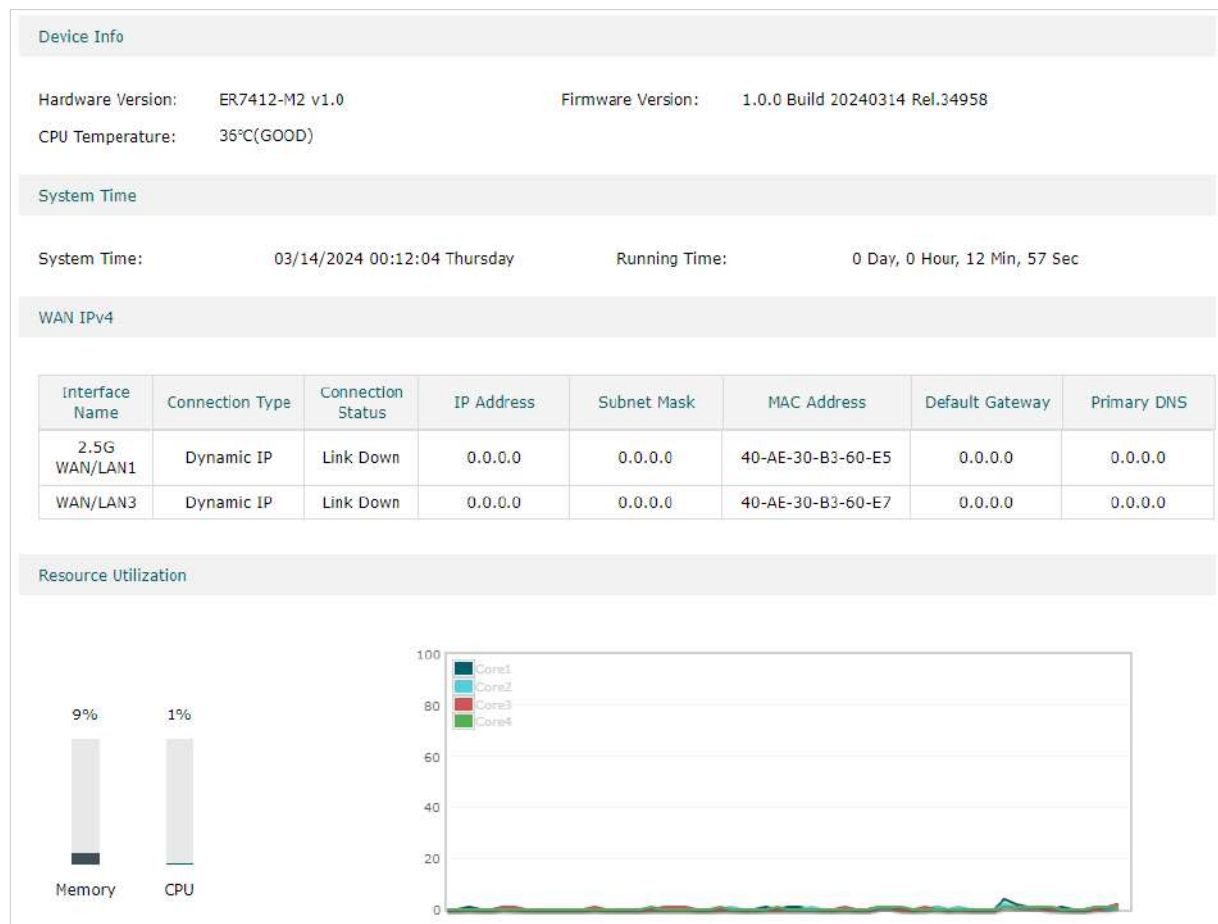 Device Info
Hardware Version: ER7412-M2 v1.0 Firmware Version: 1.0.0 Build 20240314 Rel.34958
CPU Temperature: 36℃(GOOD)
System Time
System Time: 03/14/2024 00:12:04 Thursday Running Time: 0 Day, 0 Hour, 12 Min, 57 Sec
WAN IPv4
Interface Name Connection Type Connection Status IP Address Subnet Mask MAC Address Default Gateway Primary DNS
2.5G WAN/LAN1 Dynamic IP Link Down 0.0.0.0 0.0.0.0 40-AE-30-B3-60-E5 0.0.0.0 0.0.0.0
WAN/LAN3 Dynamic IP Link Down 0.0.0.0 0.0.0.0 40-AE-30-B3-60-E7 0.0.0.0 0.0.0.0
Resource Utilization
9% 1%
Memory CPU
100
80
60
40
20
0
Core1
Core2
Core3
Core4